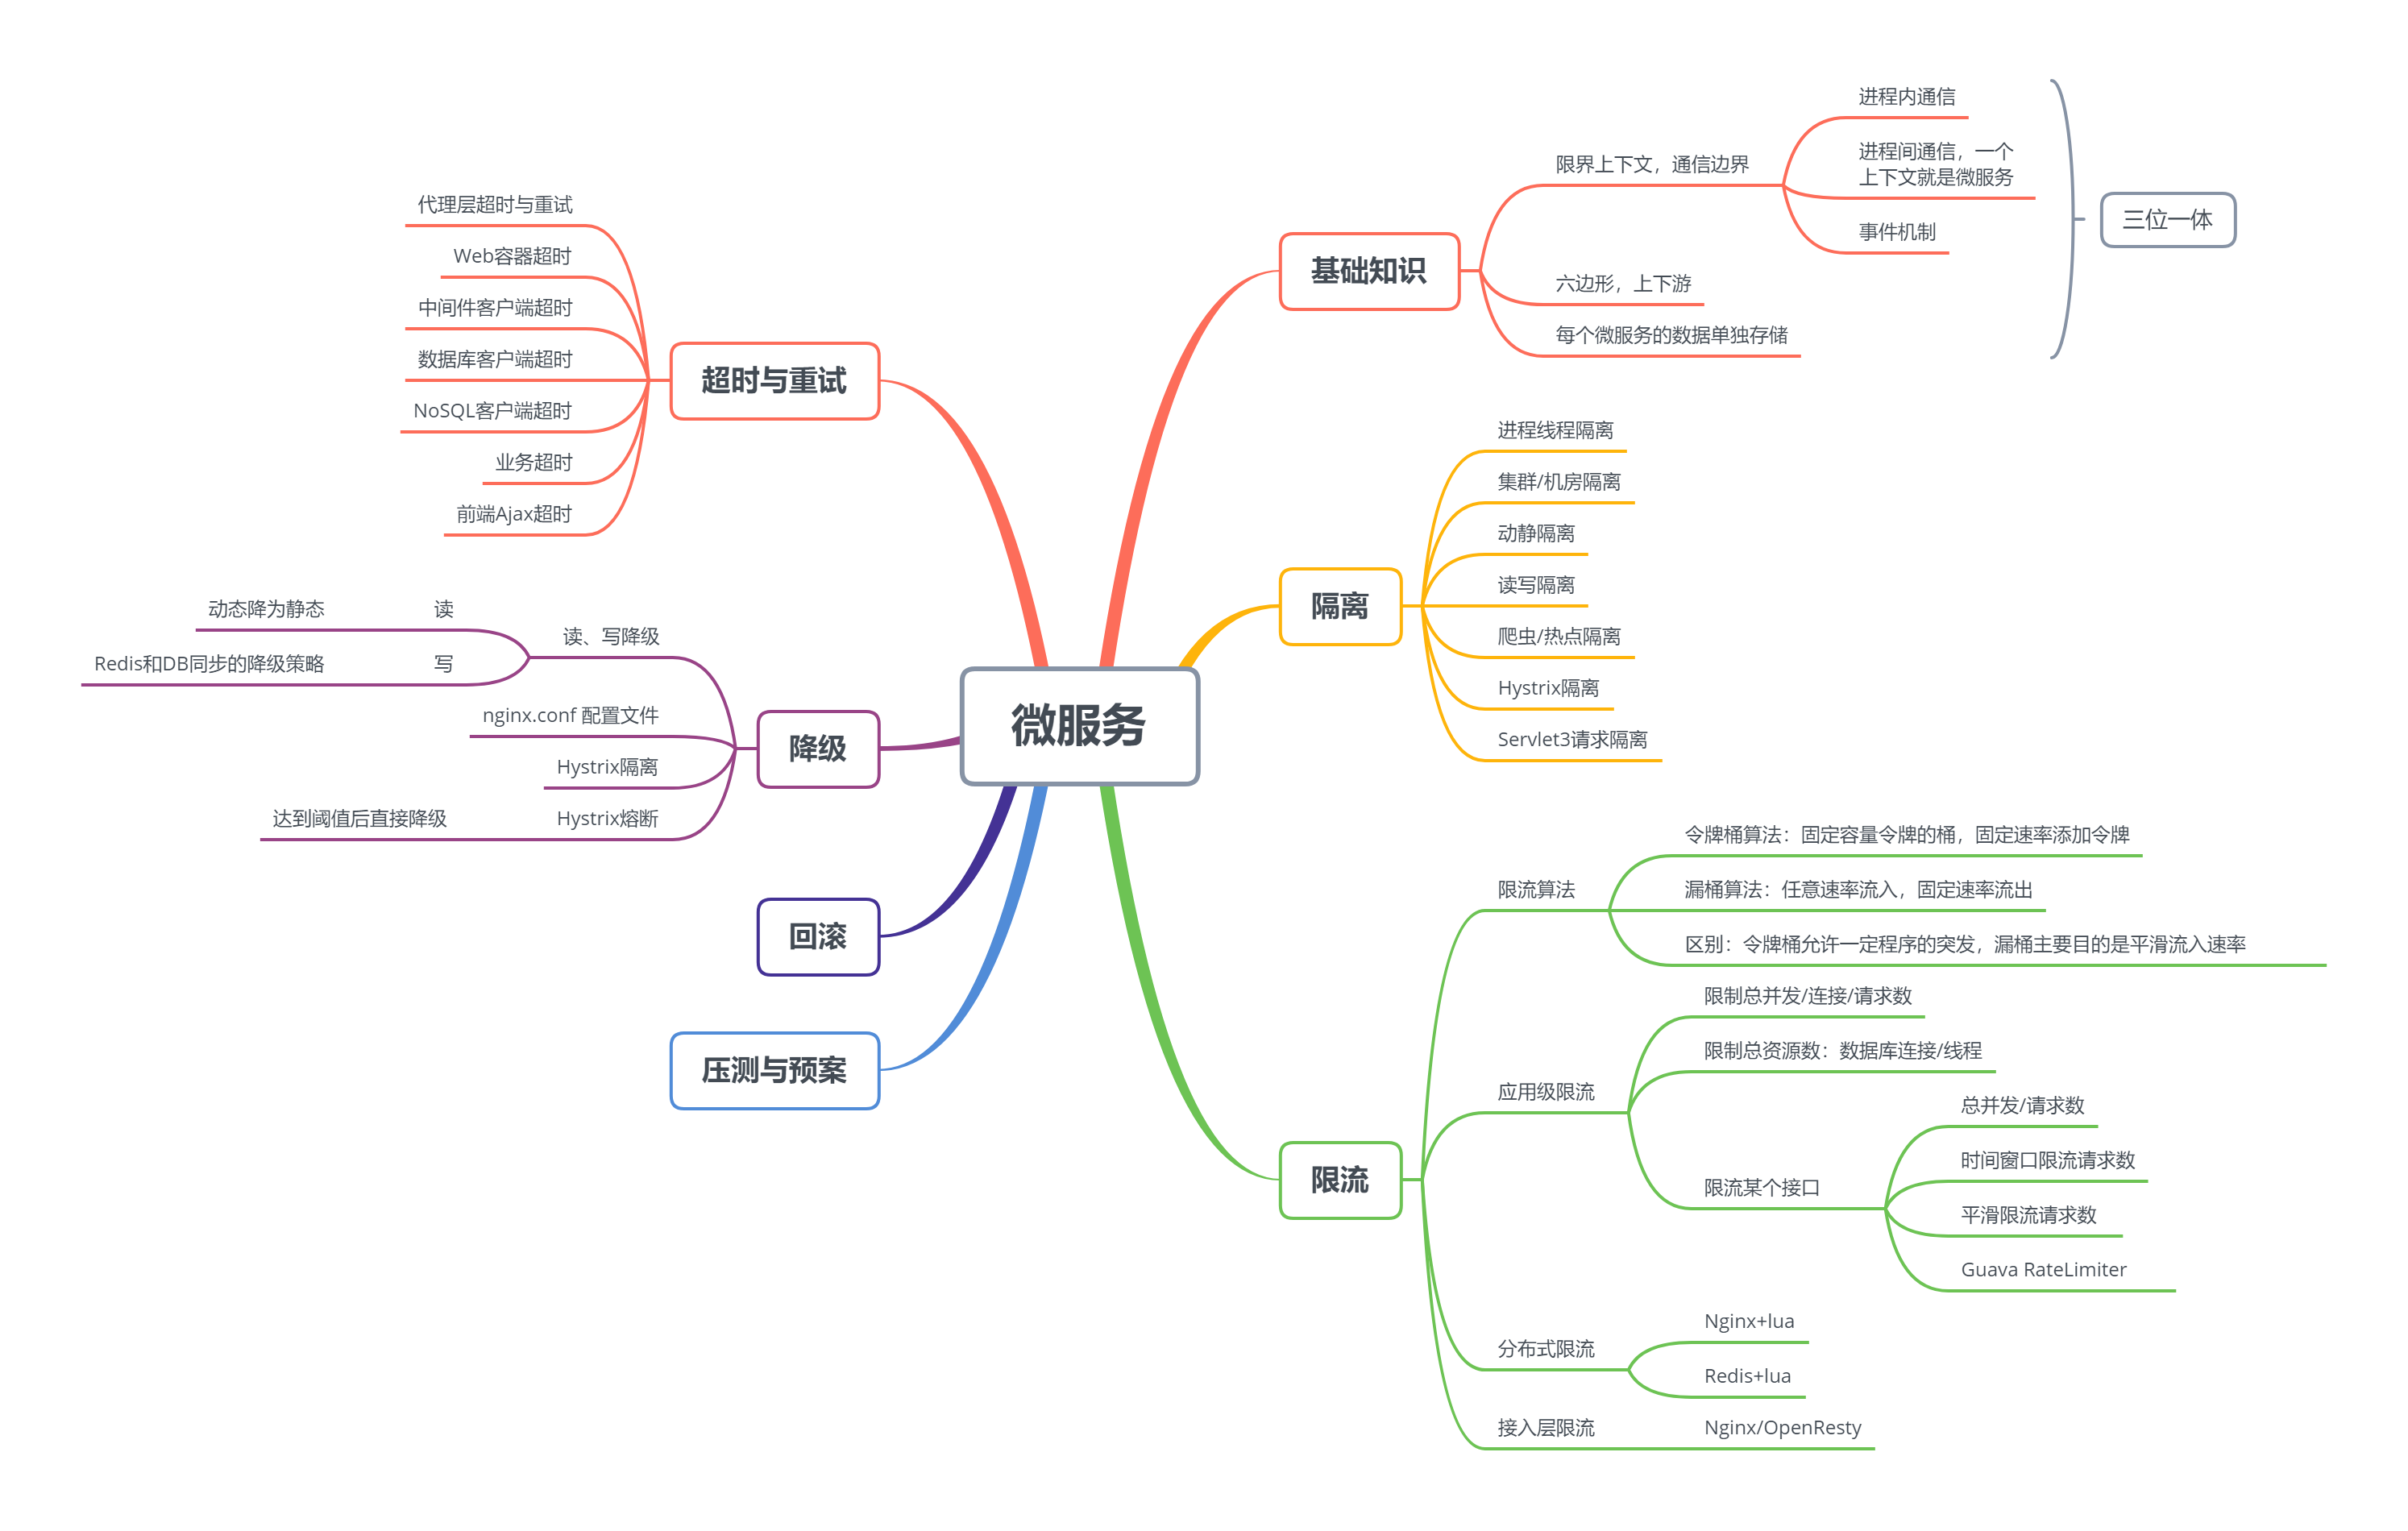 微服务
基础知识
限界上下文，通信边界
进程内通信
进程间通信，一个
上下文就是微服务
事件机制
六边形，上下游
每个微服务的数据单独存储
三位一体
隔离
进程线程隔离
集群/机房隔离
动静隔离
读写隔离
爬虫/热点隔离
Hystrix隔离
Servlet3请求隔离
限流
限流算法
令牌桶算法：固定容量令牌的桶，固定速率添加令牌
漏桶算法：任意速率流入，固定速率流出
区别：令牌桶允许一定程序的突发，漏桶主要目的是平滑流入速率
应用级限流
限制总并发/连接/请求数
限制总资源数：数据库连接/线程
限流某个接口
总并发/请求数
时间窗口限流请求数
平滑限流请求数
Guava RateLimiter
分布式限流
Nginx+lua
Redis+lua
接入层限流
Nginx/OpenResty
超时与重试
代理层超时与重试
Web容器超时
中间件客户端超时
数据库客户端超时
NoSQL客户端超时
业务超时
前端Ajax超时
降级
读、写降级
读
动态降为静态
写
Redis和DB同步的降级策略
nginx.conf 配置文件
Hystrix隔离
Hystrix熔断
达到阈值后直接降级
回滚
压测与预案